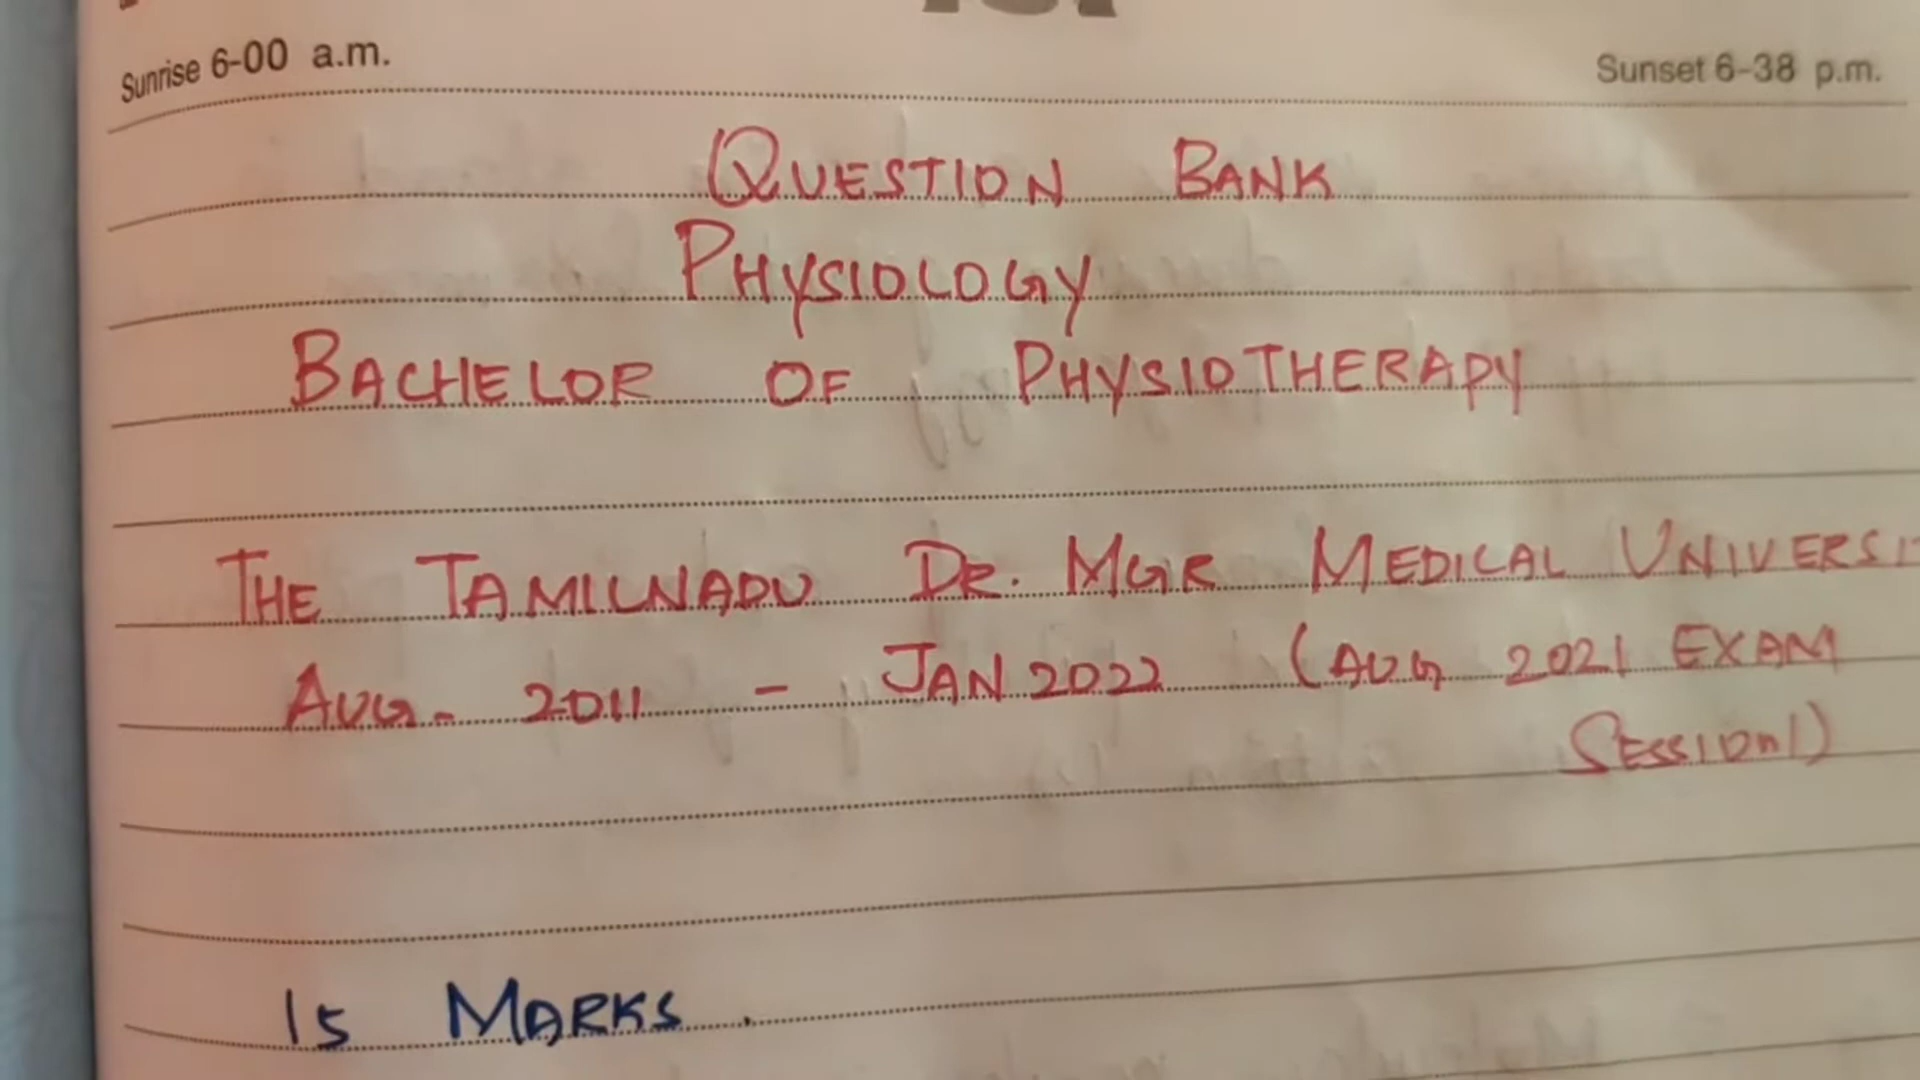 Sunrise 6-00 a.m.
Sunset 6-38 p.m.
QUESTION BANK
PHYSIOLOGY
BACHELOR OF PHYSIOTHERAPY
THE TAMILNADU DR. MGR MEDICAL UNIVERSI
AUG. 2011 - JAN 2022 (AUG 2021 EXAM
SESSION)
15 MARKS.